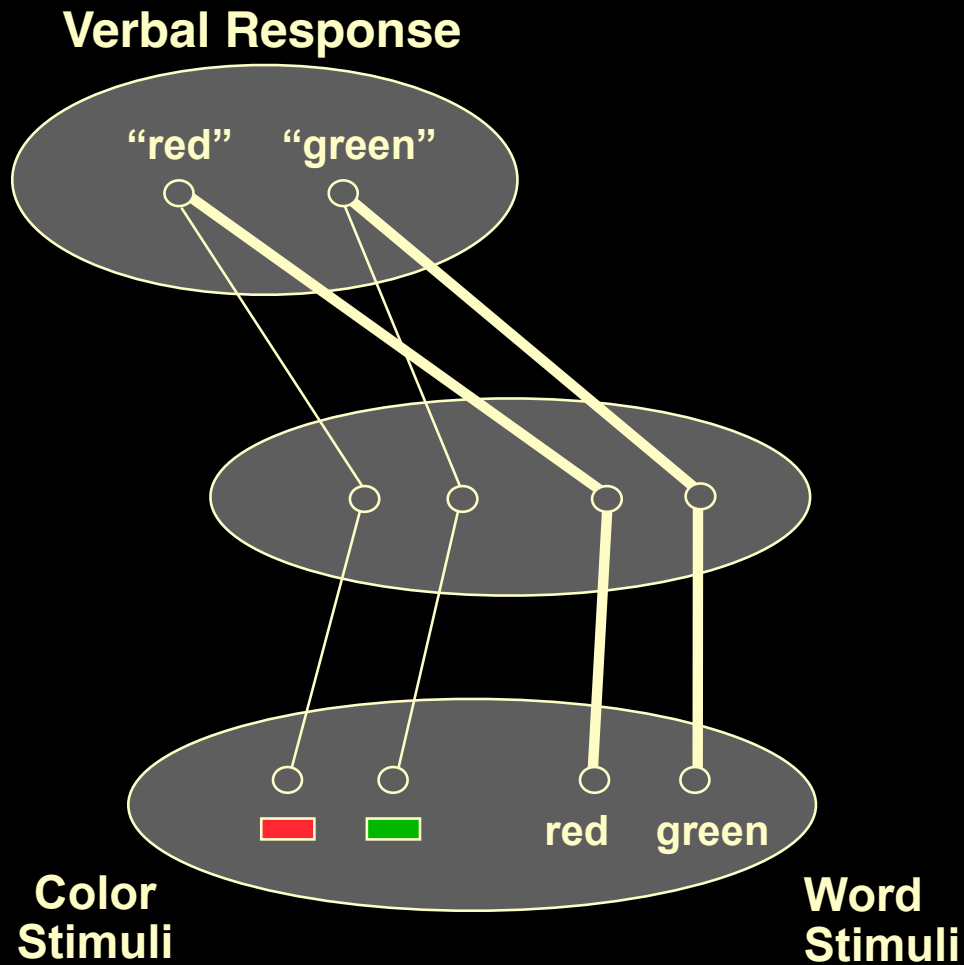 Verbal Response
“red” “green”
red green
Color
Stimuli
Word
Stimuli